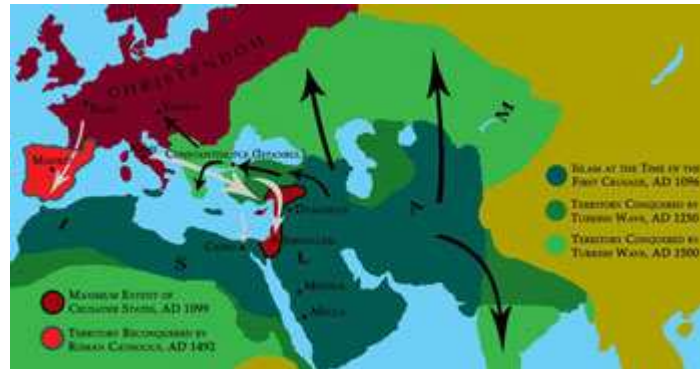 CHRISTENDOM
PARIS
VIENNA
MADRID
CONSTANTINOPLE (ISTANBUL)
DAMASCUS
JERUSALEM
CAIRO
MEDINA
MECCA
I
S
L
A
M
ISLAM AT THE TIME OF THE
FIRST CRUSADE, AD 1096
TERRITORY CONQUERED BY
TURKISH WAVE, AD 1250
TERRITORY CONQUERED BY
TURKISH WAVE, AD 1500
MAXIMUM EXTENT OF
CRUSADER STATES, AD 1099
TERRITORY RECONQUERED BY
ROMAN CATHOLICS, AD 1492